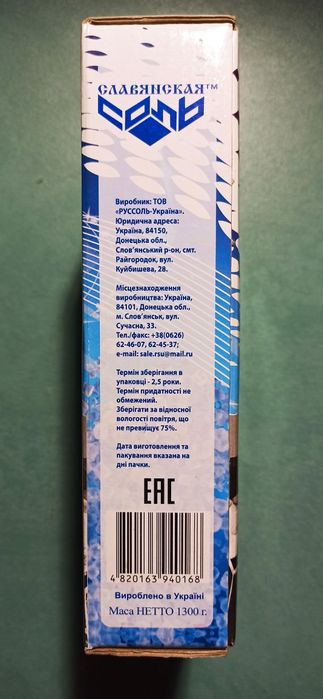 СЛАВЯНСКАЯ™
СОЛЬ
Виробник: ТОВ
«РУССОЛЬ-Україна».
Юридична адреса:
Україна, 84150,
Донецька обл.,
Слов'янський р-он, смт.
Райгородок, вул.
Куйбишева, 28.
Місцезнаходження
виробництва: Україна,
84101, Донецька обл.,
м. Слов'янськ, вул.
Сучасна, 33.
Тел./факс: +38(0626)
62-46-07, 62-45-37;
e-mail: sale.rsu@mail.ru
Термін зберігання в
упаковці - 2,5 роки.
Термін придатності не
обмежений.
Зберігати за відносної
вологості повітря, що
не превищує 75%.
Дата виготовлення та
пакування вказана на
дні пачки.
EAC
4 820163 940168
Вироблено в Україні
Маса НЕТТО 1300 г.